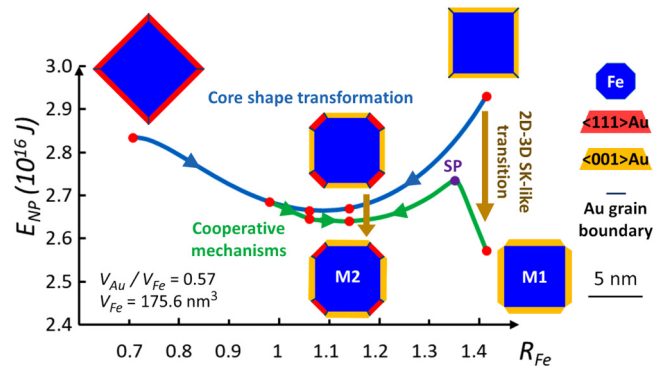 3.0
2.9
2.8
2.7
2.6
2.5
2.4
E_NP (10^16 J)
0.7
0.8
0.9
1
1.1
1.2
1.3
1.4
R_Fe
Core shape transformation
Cooperative
mechanisms
V_Au / V_Fe = 0.57
V_Fe = 175.6 nm³
M2
SP
2D-3D SK-like
transition
M1
Fe
<111>Au
<001>Au
Au grain
boundary
5 nm